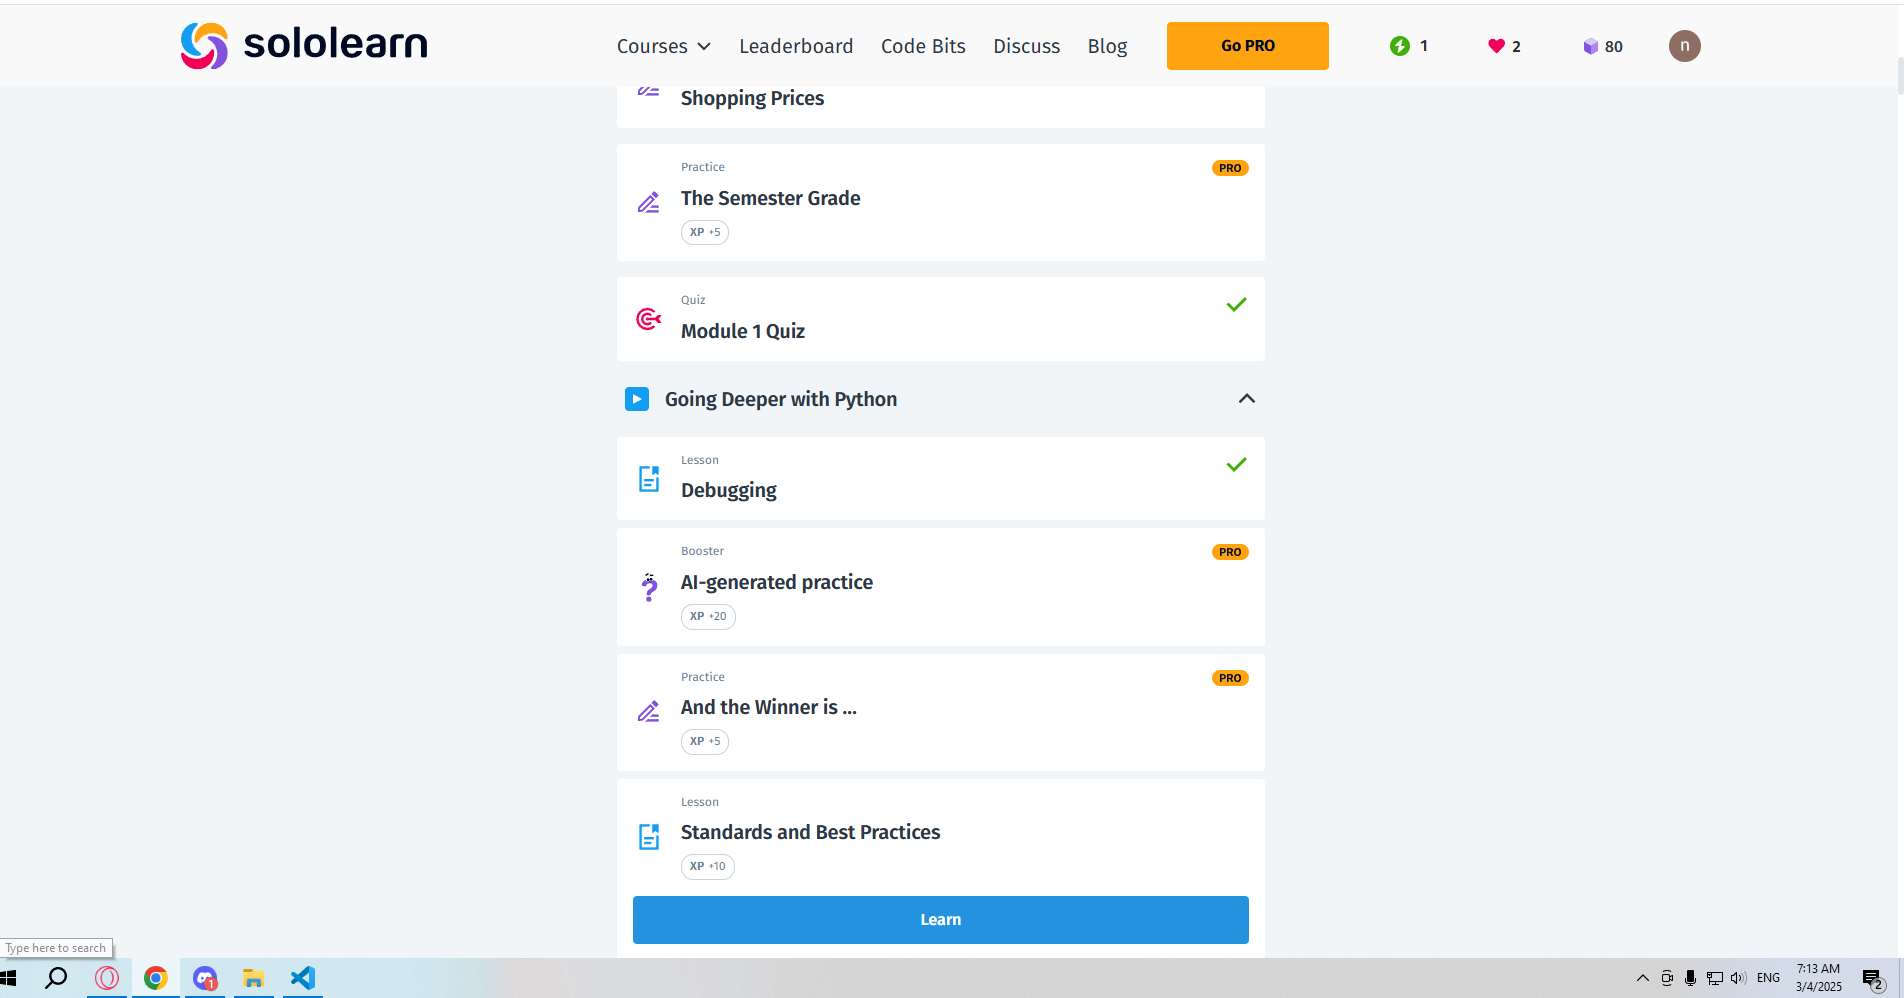 sololearn
Courses Leaderboard Code Bits Discuss Blog Go PRO 1 2 80 n
Shopping Prices
Practice PRO
The Semester Grade
XP +5
Quiz
Module 1 Quiz
Going Deeper with Python
Lesson
Debugging
Booster PRO
AI-generated practice
XP +20
Practice PRO
And the Winner is ...
XP +5
Lesson
Standards and Best Practices
XP +10
Learn
Type here to search
1
ENG
7:13 AM
3/4/2025
2